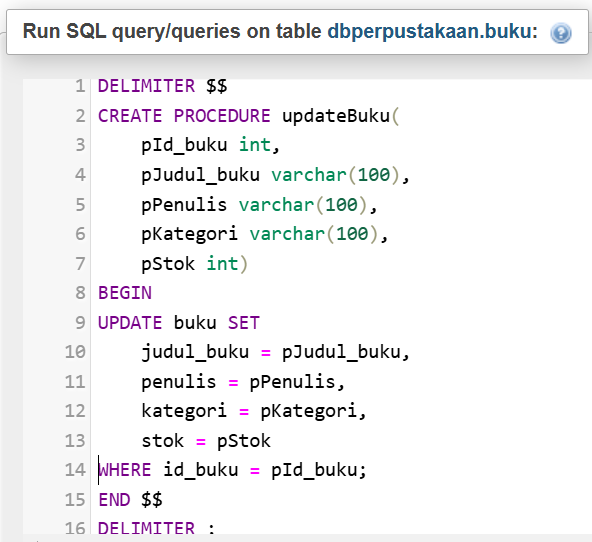 Run SQL query/queries on table dbperpustakaan.buku:
1 DELIMITER $$
2 CREATE PROCEDURE updateBuku(
3 pId_buku int,
4 pJudul_buku varchar(100),
5 pPenulis varchar(100),
6 pKategori varchar(100),
7 pStok int)
8 BEGIN
9 UPDATE buku SET
10 judul_buku = pJudul_buku,
11 penulis = pPenulis,
12 kategori = pKategori,
13 stok = pStok
14 WHERE id_buku = pId_buku;
15 END $$
16 DELIMITER ;